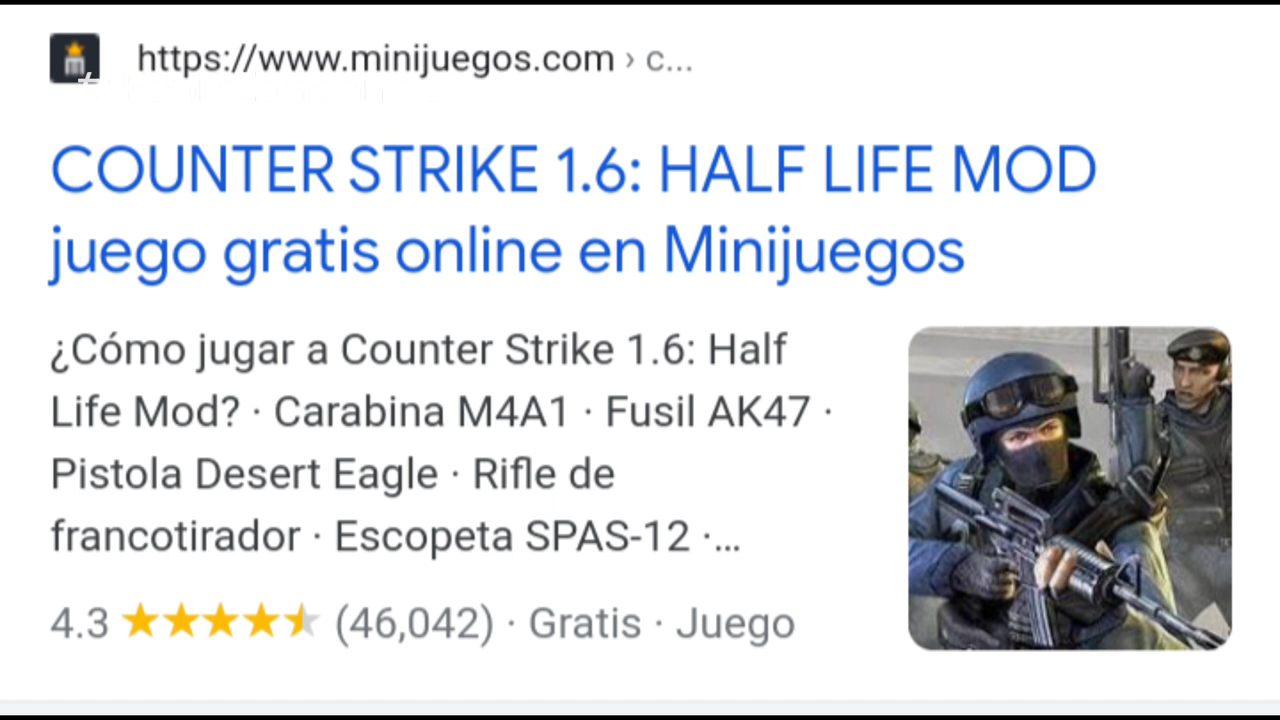 https://www.minijuegos.com › c...
COUNTER STRIKE 1.6: HALF LIFE MOD
juego gratis online en Minijuegos
¿Cómo jugar a Counter Strike 1.6: Half
Life Mod? · Carabina M4A1 · Fusil AK47 ·
Pistola Desert Eagle · Rifle de
francotirador · Escopeta SPAS-12 ·...
4.3 ★★★★★ (46,042) · Gratis · Juego